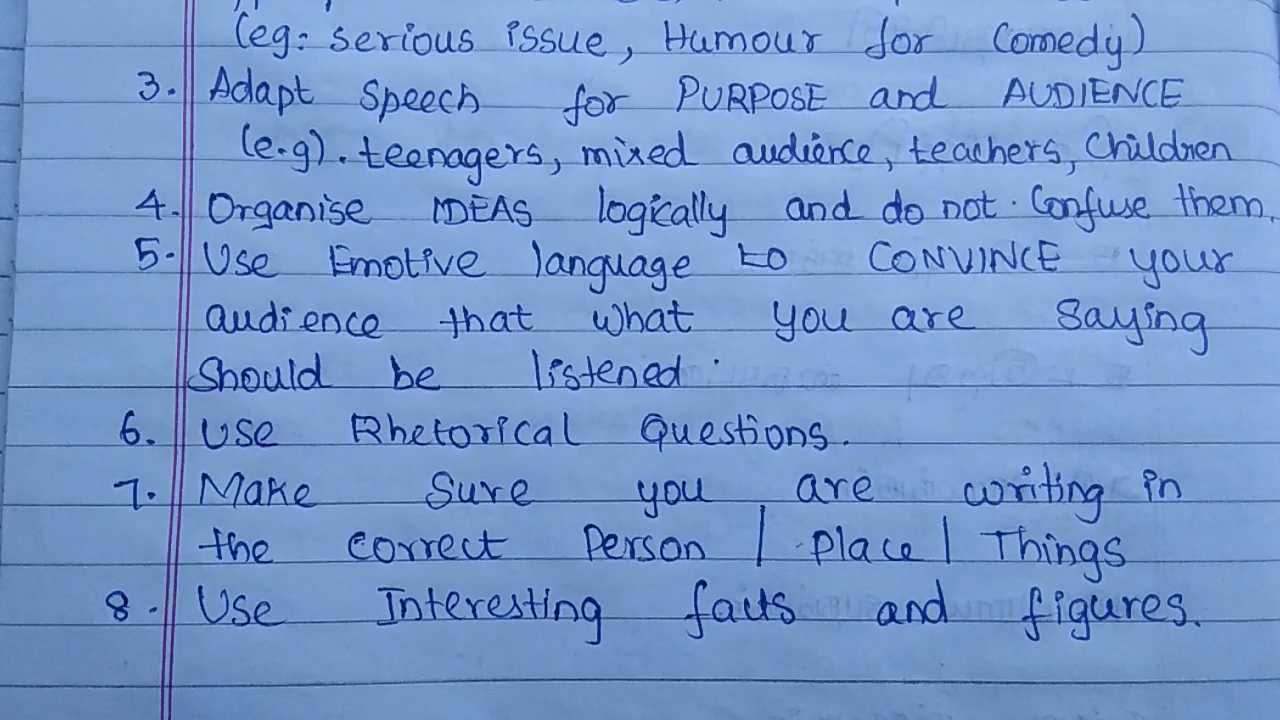 (eg: serious issue, Humour for Comedy)
3. Adapt Speech for PURPOSE and AUDIENCE
(e.g). teenagers, mixed audience, teachers, Children
4. Organise IDEAS logically and do not. Confuse them.
5. Use Emotive language to CONVINCE your
audience that what you are saying
should be listened.
6. Use Rhetorical Questions.
7. Make Sure you are writing in
the correct Person | place | Things
8. Use Interesting facts and figures.